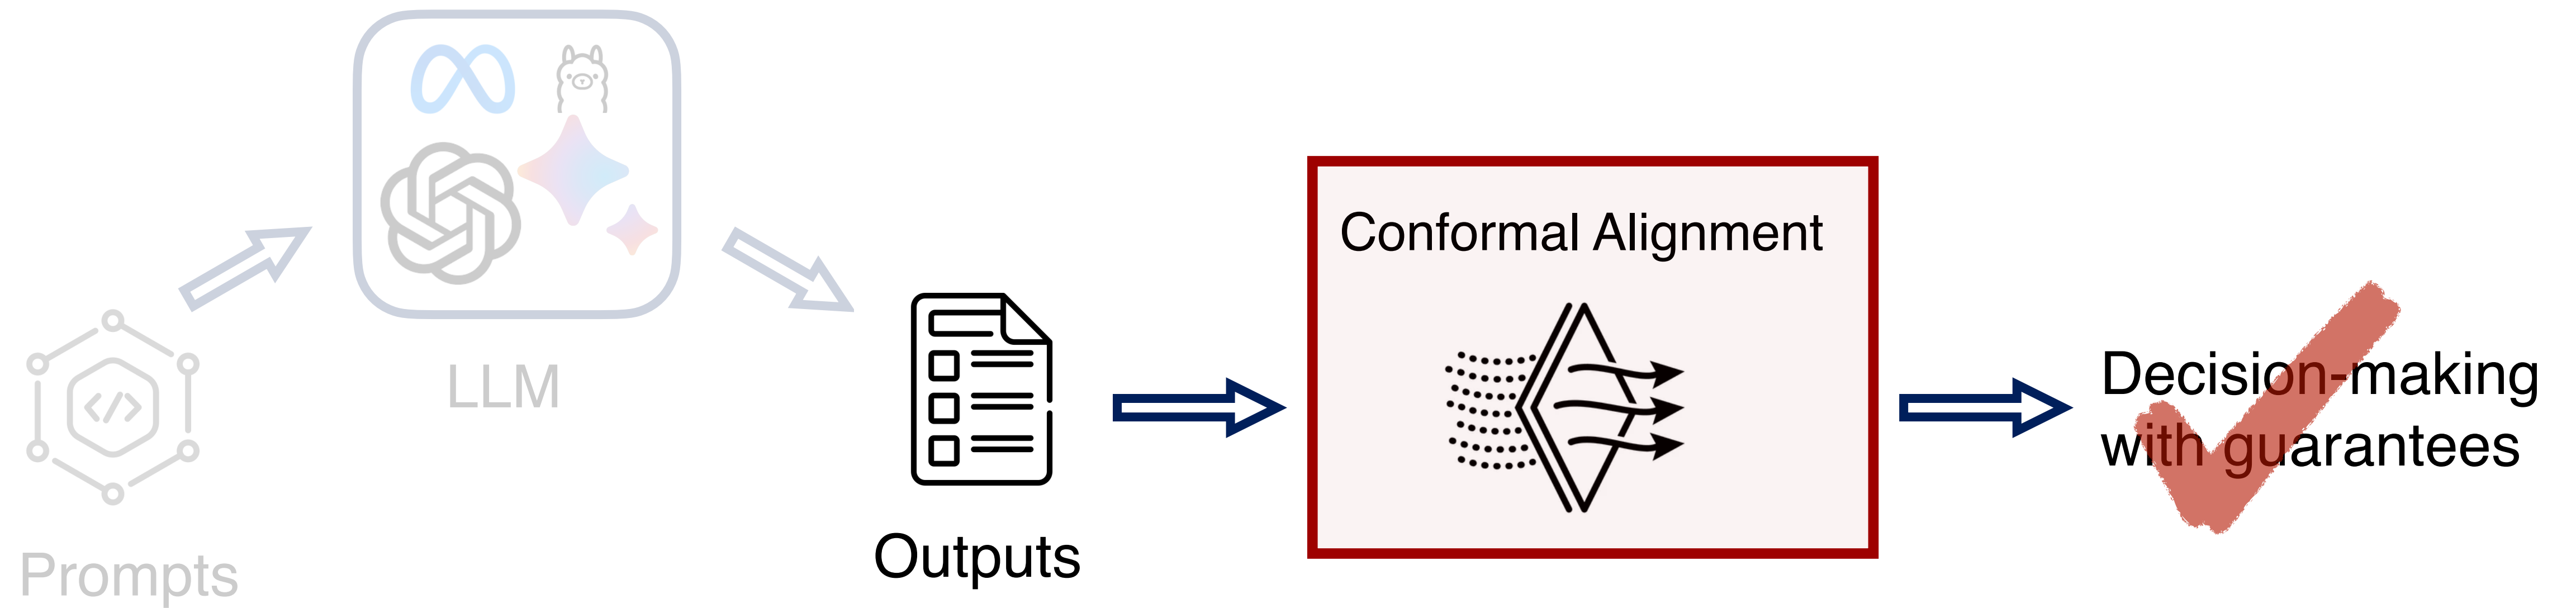 Prompts
LLM
Outputs
Conformal Alignment
Decision-making
with guarantees